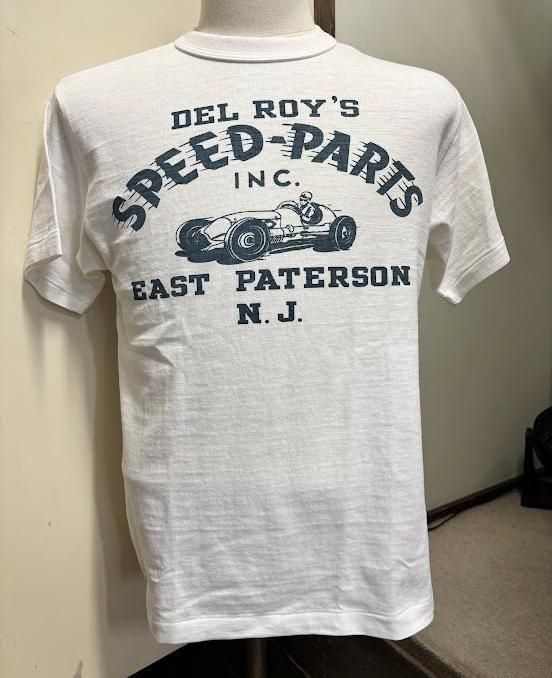 DEL ROY'S
SPEED-PARTS
INC.
EAST PATERSON
N.J.